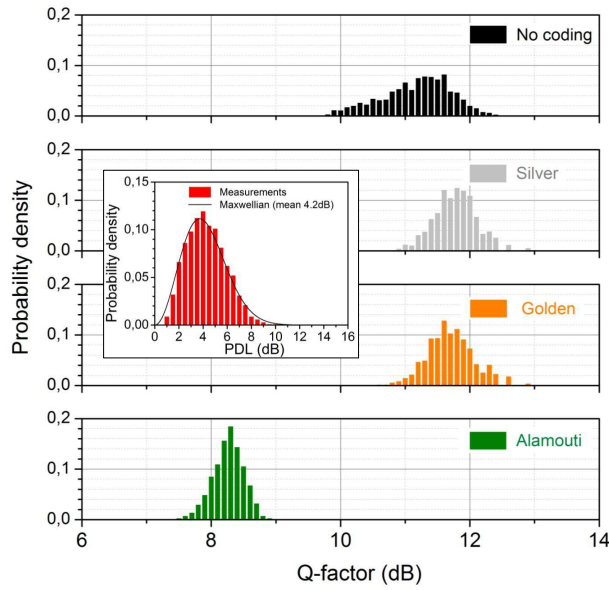 0,2
0,1
0,0
No coding
0,2
0,1
0,0
Silver
0,2
0,1
0,0
Golden
0,2
0,1
0,0
Alamouti
Probability density
6 8 10 12 14
Q-factor (dB)
0,15
0,10
0,05
0,00
Measurements
Maxwellian (mean 4.2dB)
Probability density
0 2 4 6 8 10 12 14 16
PDL (dB)